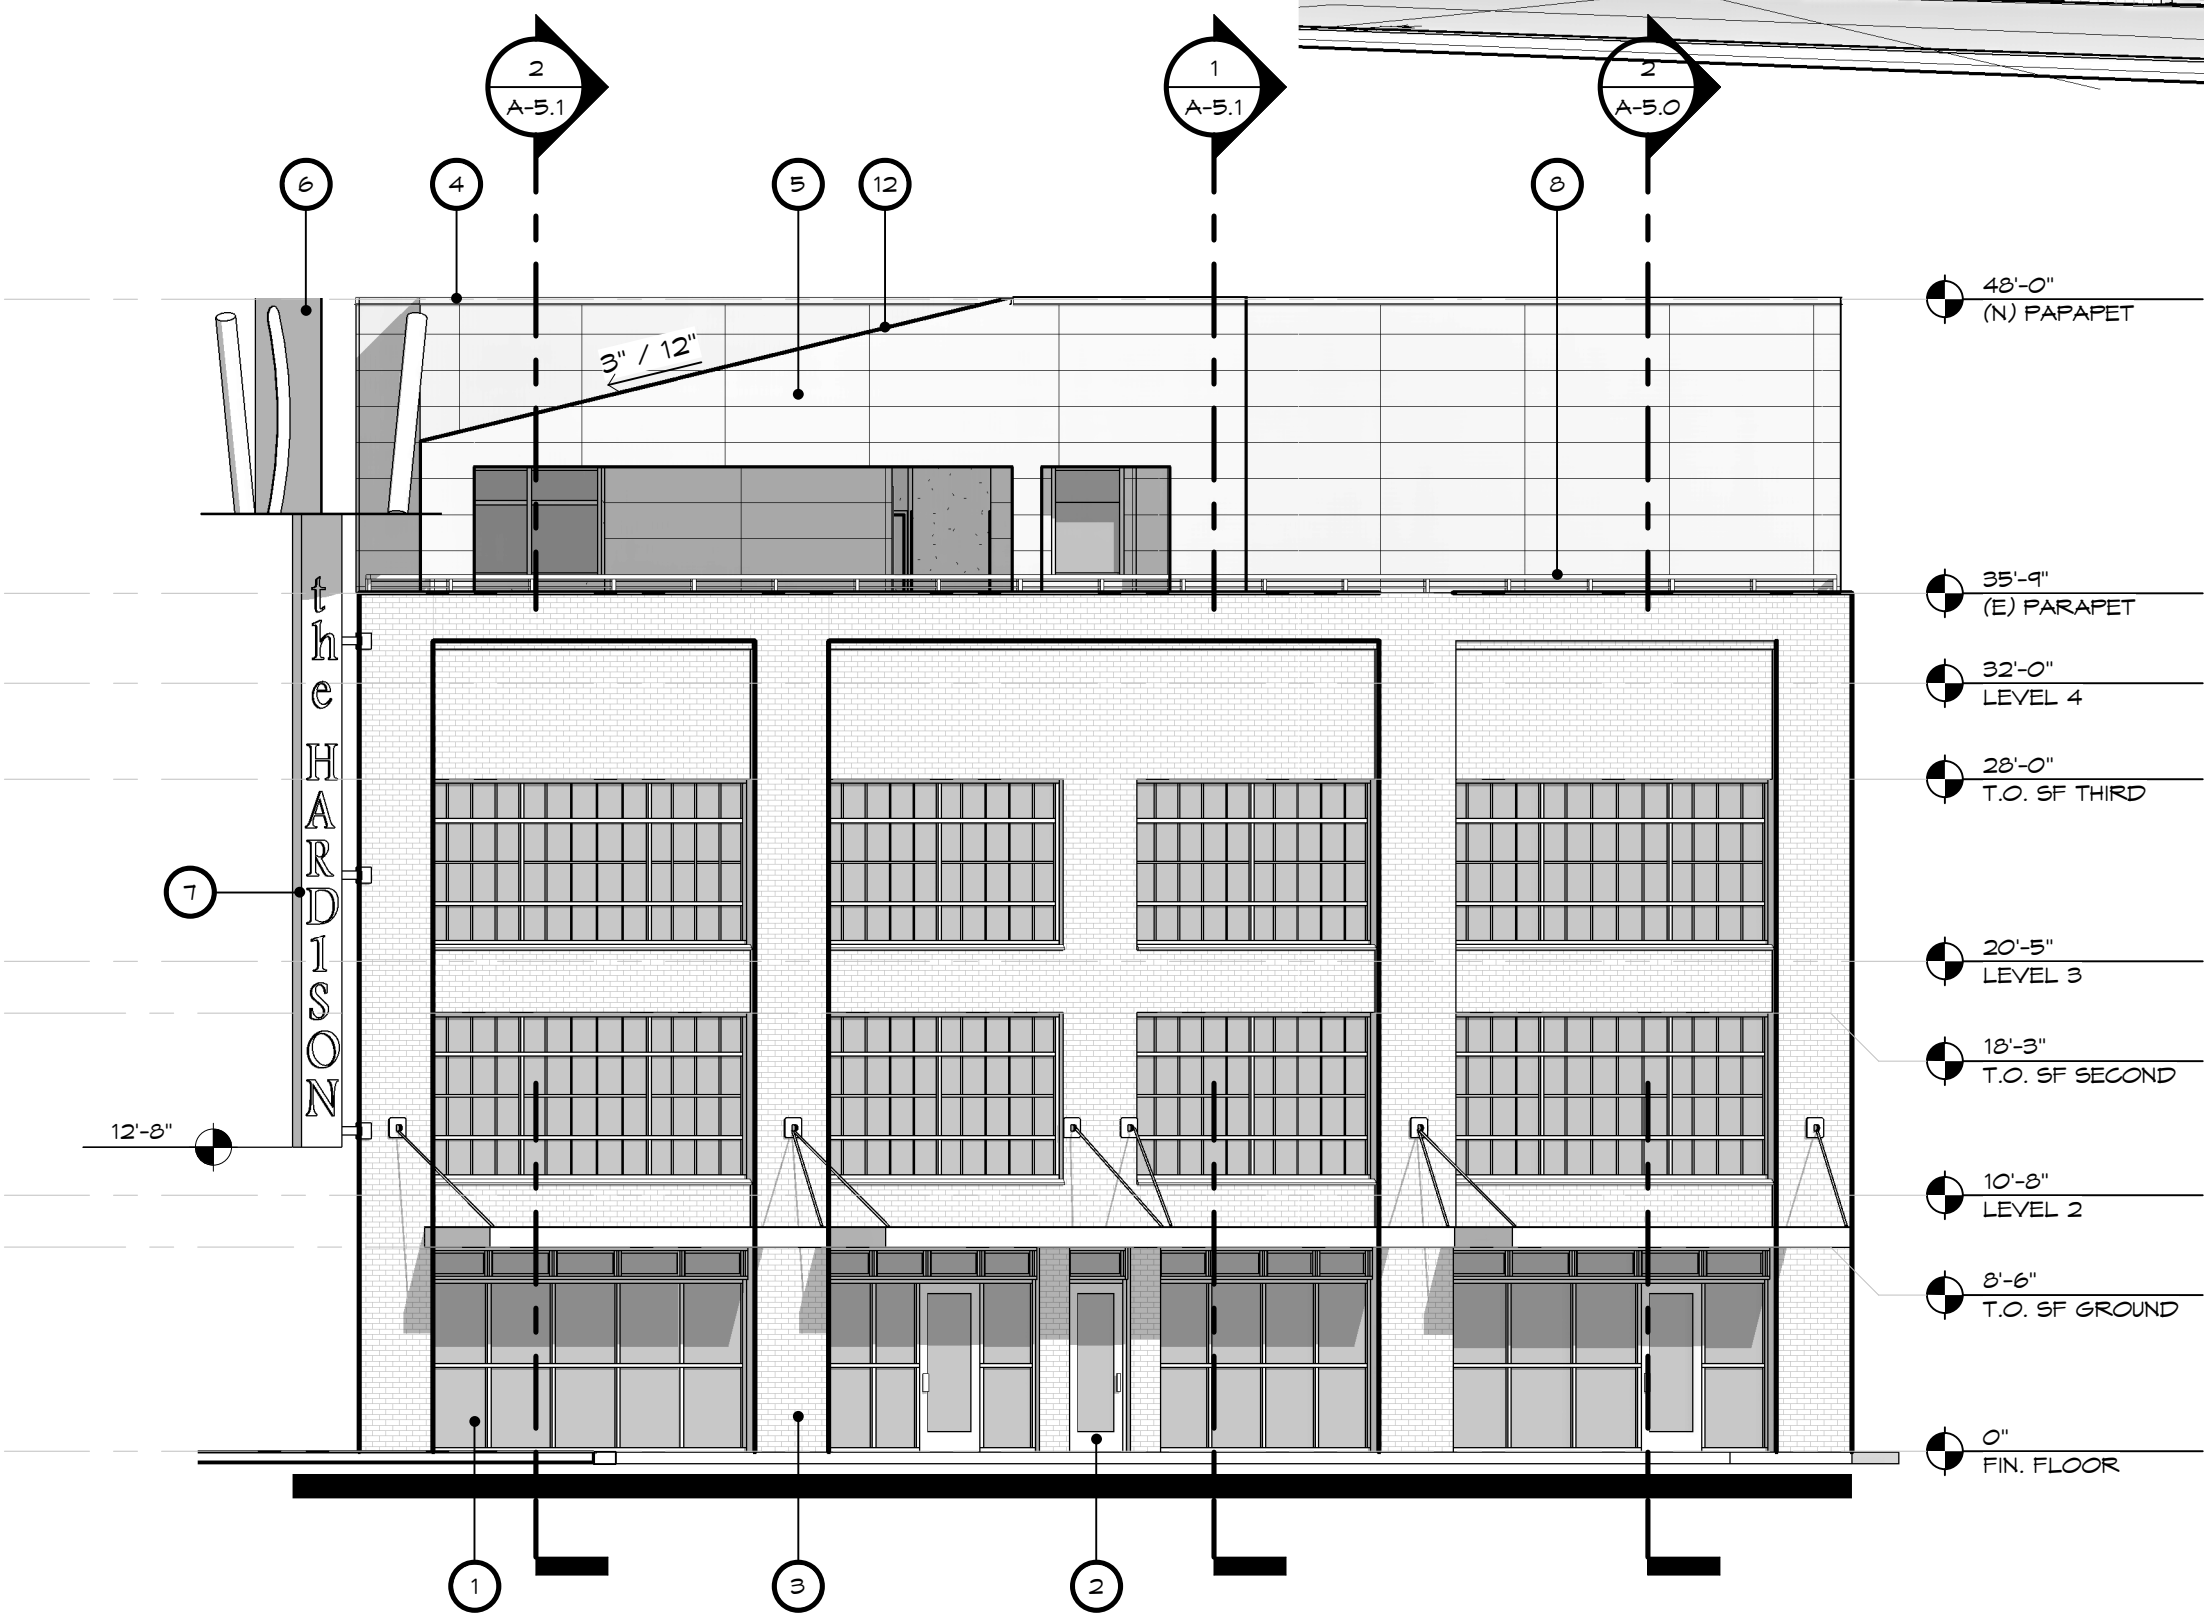 2
A-5.1
1
A-5.1
2
A-5.0
6
4
5
12
8
48'-0"
(N) PAPAPET
3" / 12"
35'-9"
(E) PARAPET
32'-0"
LEVEL 4
28'-0"
T.O. SF THIRD
the HARDISON
7
20'-5"
LEVEL 3
18'-3"
T.O. SF SECOND
12'-8"
10'-8"
LEVEL 2
8'-6"
T.O. SF GROUND
0"
FIN. FLOOR
1
3
2